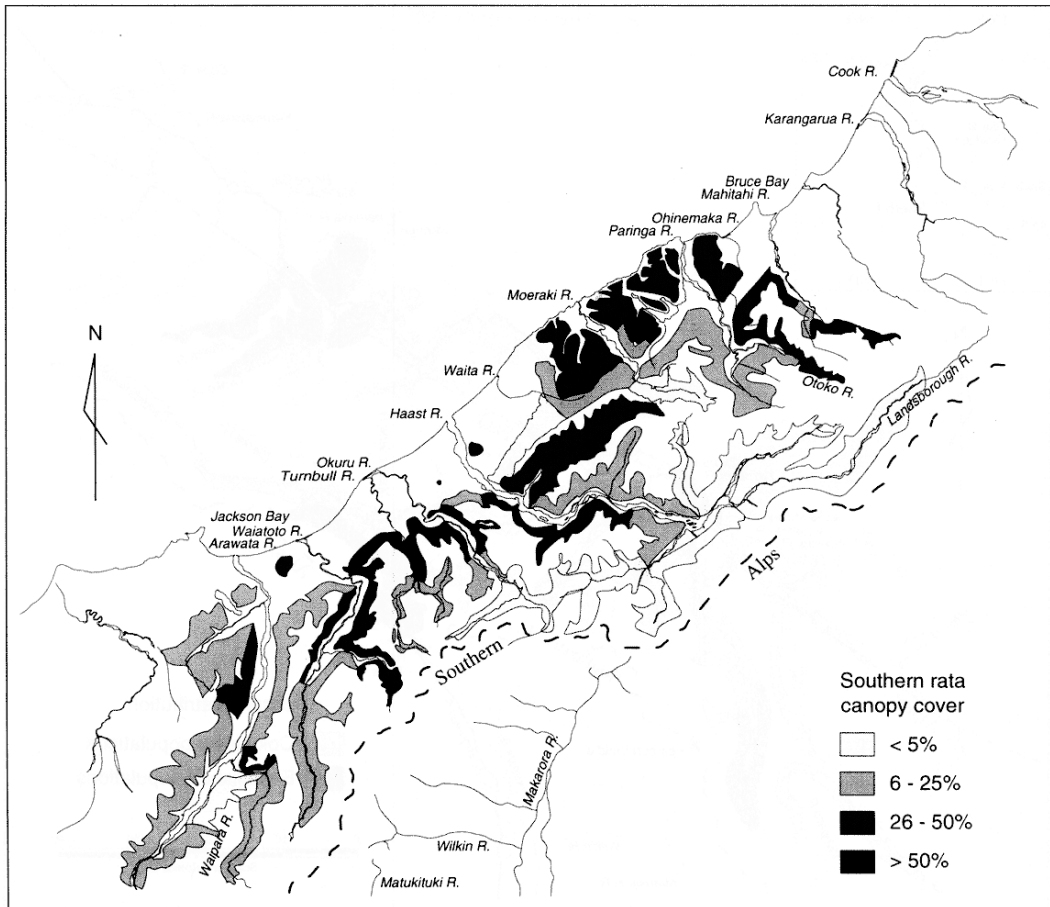 Cook R.
Karangarua R.
Bruce Bay
Mahitahi R.
Ohinemaka R.
Paringa R.
Moeraki R.
N
Waita R.
Otoko R.
Landsborough R.
Haast R.
Okuru R.
Turnbull R.
Jackson Bay
Waiatoto R.
Arawata R.
Alps
Southern
Southern rata
canopy cover
< 5%
6 - 25%
26 - 50%
> 50%
Makarora R.
Waipara R.
Wilkin R.
Matukituki R.